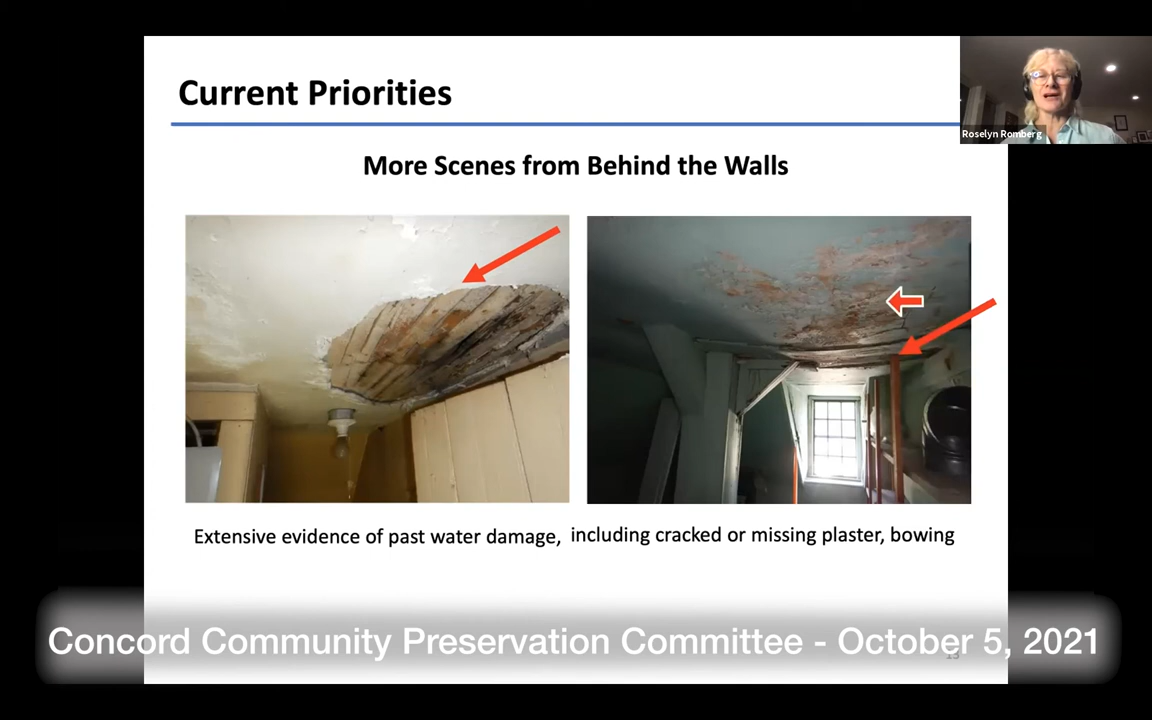 Current Priorities
Roselyn Romberg
More Scenes from Behind the Walls
Extensive evidence of past water damage, including cracked or missing plaster, bowing
Concord Community Preservation Committee - October 5, 2021